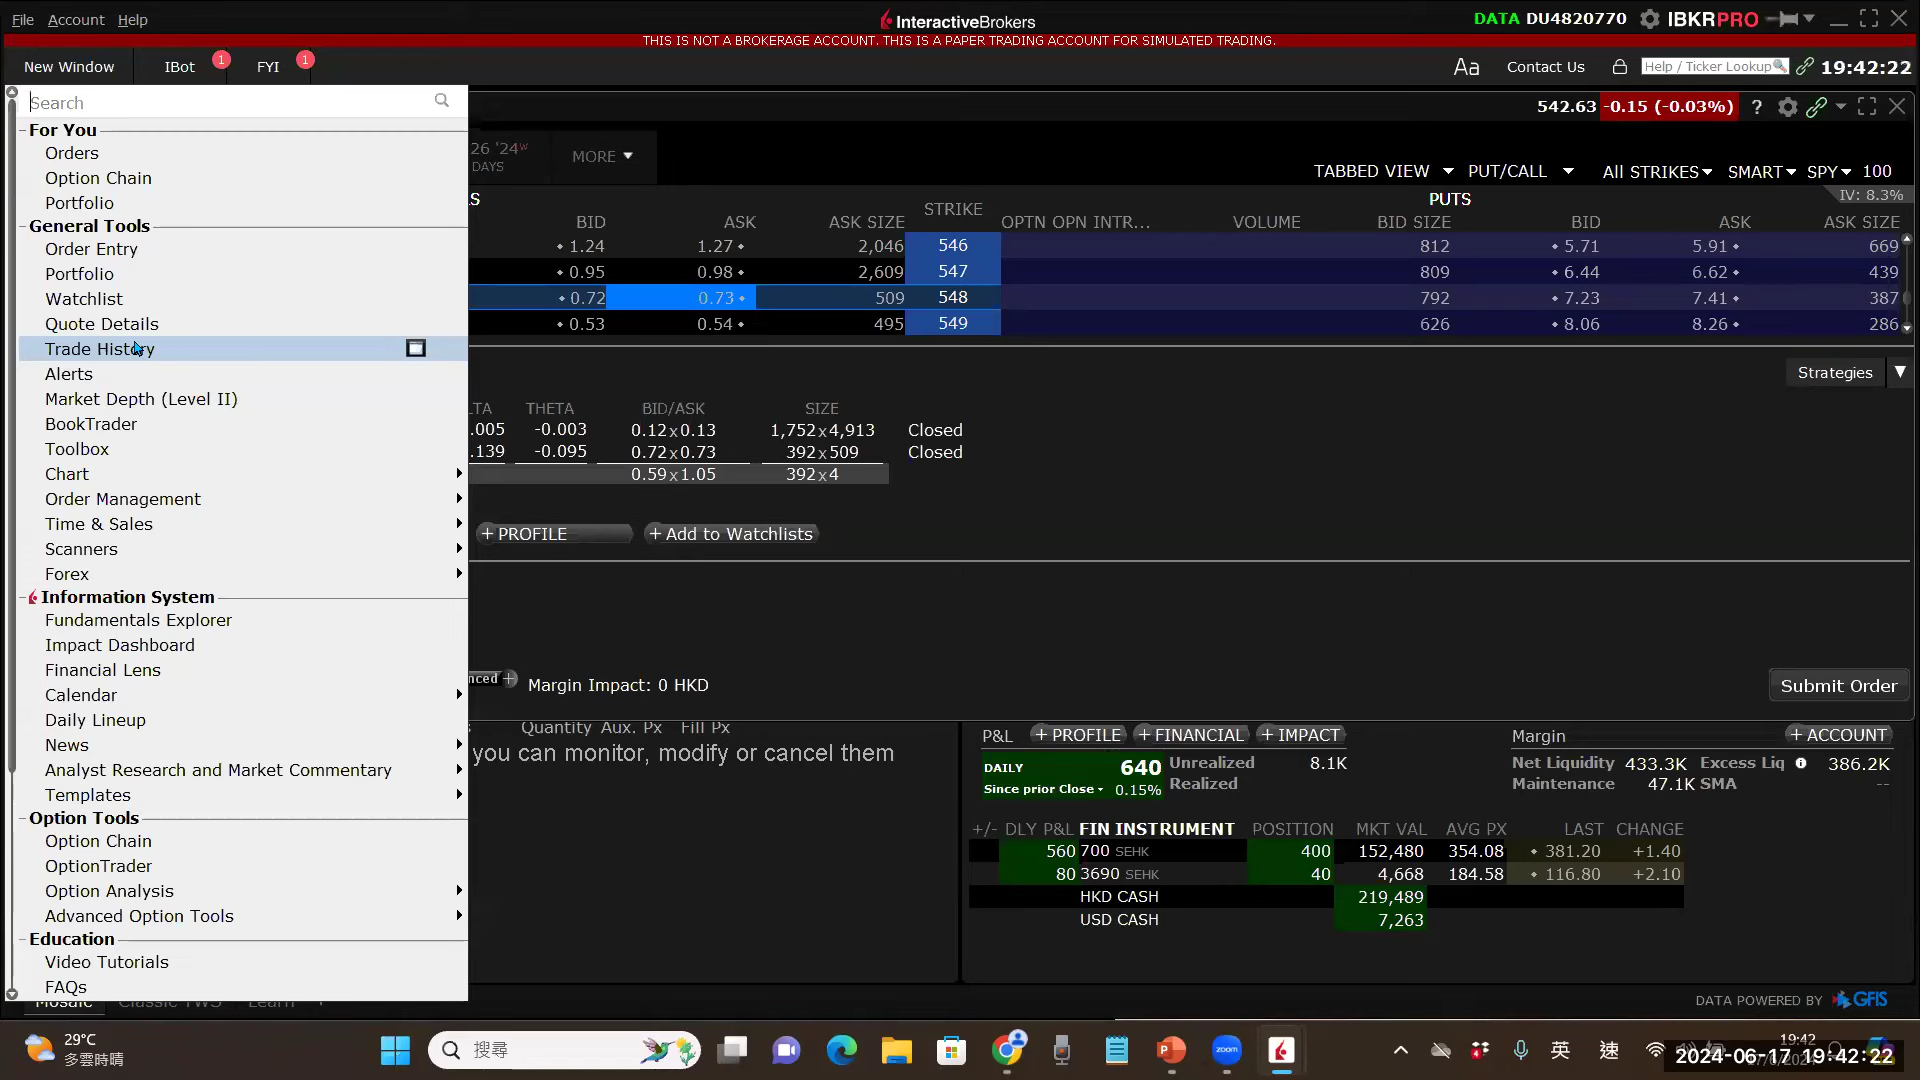 File Account Help
InteractiveBrokers
DATA DU4820770 IBKRPRO
THIS IS NOT A BROKERAGE ACCOUNT. THIS IS A PAPER TRADING ACCOUNT FOR SIMULATED TRADING.
New Window IBot 1 FYI 1
Aa Contact Us Help / Ticker Lookup 19:42:22
Search
542.63 -0.15 (-0.03%) ?
For You
Orders
Option Chain
Portfolio
General Tools
Order Entry
Portfolio
Watchlist
Quote Details
Trade History
Alerts
Market Depth (Level II)
BookTrader
Toolbox
Chart
Order Management
Time & Sales
Scanners
Forex
Information System
Fundamentals Explorer
Impact Dashboard
Financial Lens
Calendar
Daily Lineup
News
Analyst Research and Market Commentary
Templates
Option Tools
Option Chain
OptionTrader
Option Analysis
Advanced Option Tools
Education
Video Tutorials
FAQs
26 '24W
DAYS
MORE
TABBED VIEW PUT/CALL All STRIKES SMART SPY 100
IV: 8.3%
S STRIKE PUTS
BID ASK ASK SIZE OPTN OPN INTR... VOLUME BID SIZE BID ASK ASK SIZE
1.24 1.27 2,046 546 812 5.71 5.91 669
0.95 0.98 2,609 547 809 6.44 6.62 439
0.72 0.73 509 548 792 7.23 7.41 387
0.53 0.54 495 549 626 8.06 8.26 286
Strategies
LTA THETA BID/ASK SIZE
.005 -0.003 0.12x0.13 1,752x4,913 Closed
.139 -0.095 0.72x0.73 392x509 Closed
0.59x1.05 392x4
+ PROFILE + Add to Watchlists
nced + Margin Impact: 0 HKD
Submit Order
Quantity Aux. Px Fill Px
you can monitor, modify or cancel them
P&L + PROFILE + FINANCIAL + IMPACT
Margin + ACCOUNT
DAILY 640 Unrealized 8.1K
Since prior Close 0.15% Realized
Net Liquidity 433.3K Excess Liq 386.2K
Maintenance 47.1K SMA --
+/- DLY P&L FIN INSTRUMENT POSITION MKT VAL AVG PX LAST CHANGE
560 700 SEHK 400 152,480 354.08 381.20 +1.40
80 3690 SEHK 40 4,668 184.58 116.80 +2.10
HKD CASH 219,489
USD CASH 7,263
Mosaic Classic TWS Learn +
DATA POWERED BY GFIS
29°C
多雲時晴
搜尋
zoom
英 速
19:42
2024-06-17 19:42:22